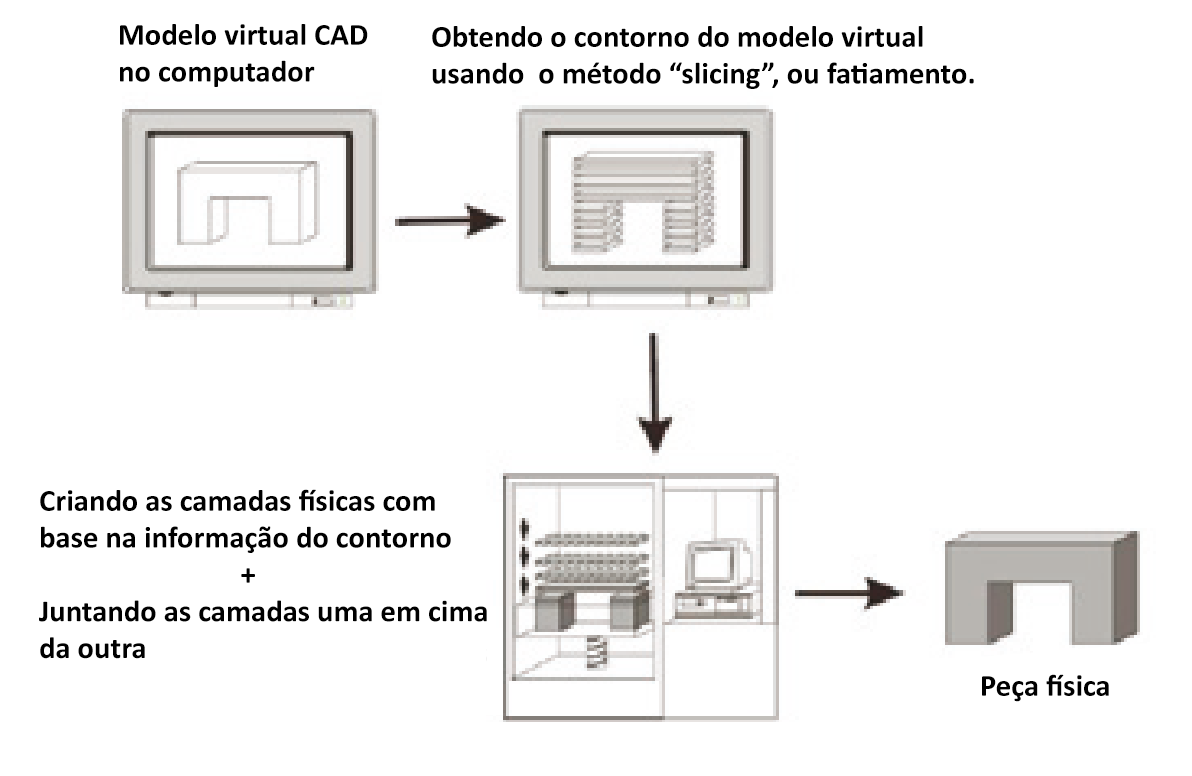 Modelo virtual CAD
no computador
Obtendo o contorno do modelo virtual
usando o método “slicing”, ou fatiamento.
Criando as camadas físicas com
base na informação do contorno
+
Juntando as camadas uma em cima
da outra
Peça física